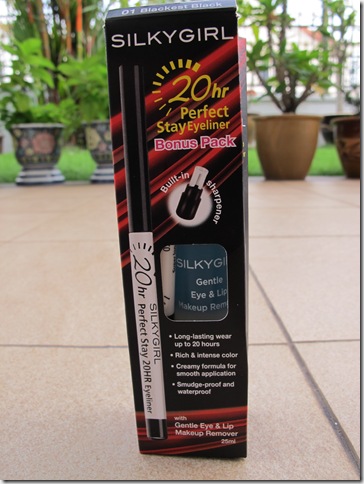 01 Blackest Black
SILKYGIRL
20hr
Perfect
Stay Eyeliner
Bonus Pack
Built-in
sharpener
SILKYGIRL
Gentle
Eye & Lip
Makeup Remover
20hr
SILKYGIRL
Perfect Stay 20HR Eyeliner
• Long-lasting wear
up to 20 hours
• Rich & intense color
• Creamy formula for
smooth application
• Smudge-proof and
waterproof
with
Gentle Eye & Lip
Makeup Remover
25ml